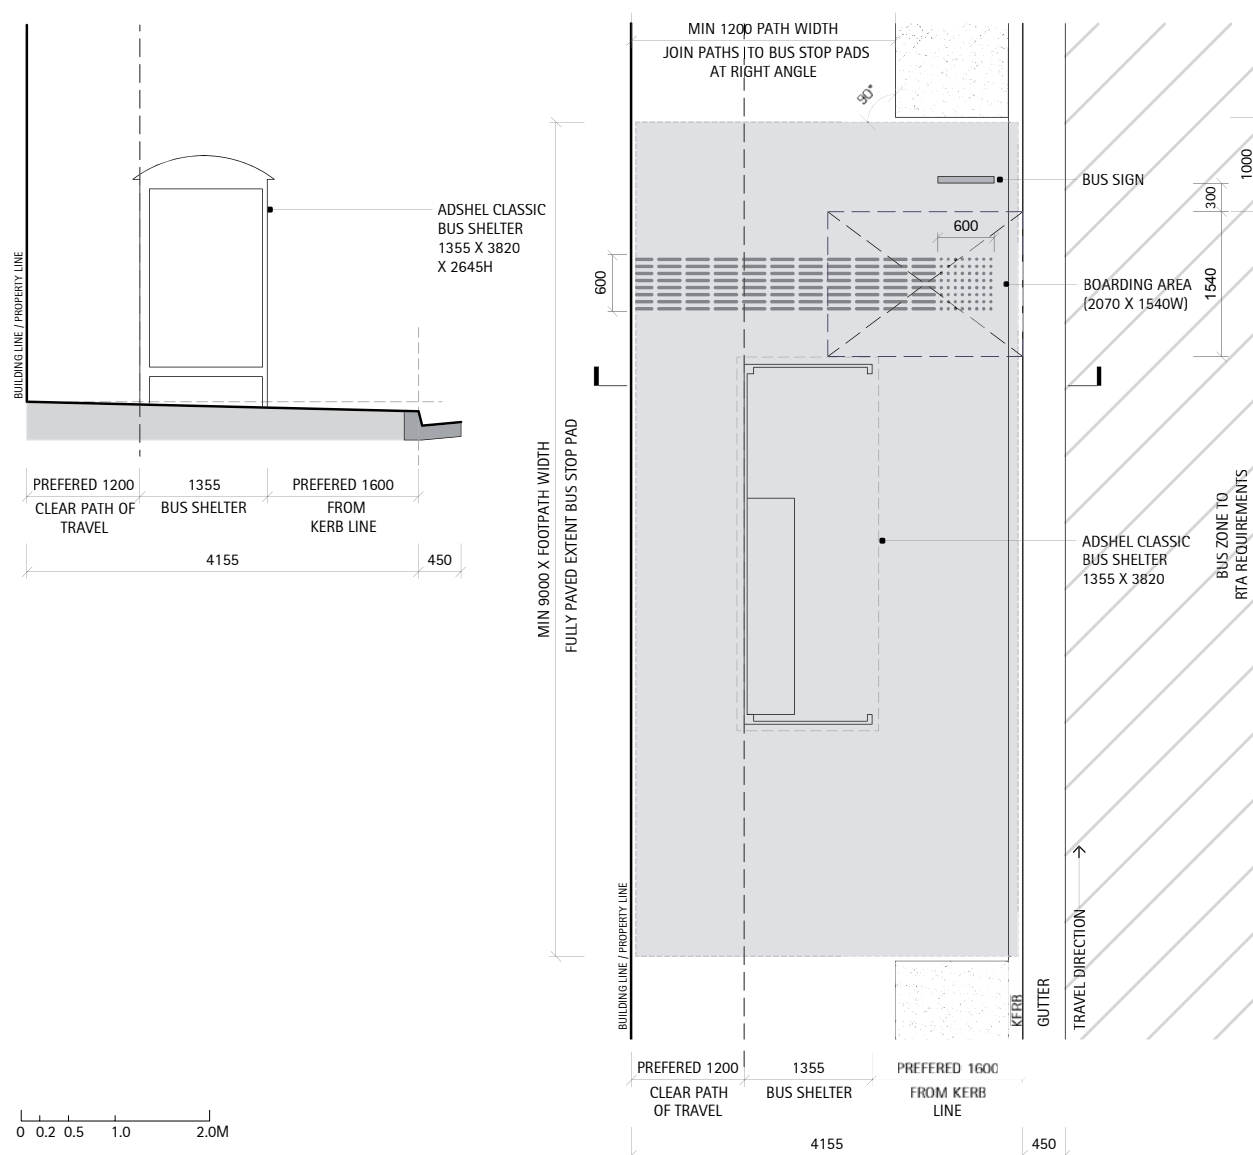 BUILDING LINE / PROPERTY LINE
ADSHEL CLASSIC
BUS SHELTER
1355 X 3820
X 2645H
PREFERED 1200
CLEAR PATH OF
TRAVEL
1355
BUS SHELTER
PREFERED 1600
FROM
KERB LINE
4155
450
0 0.2 0.5 1.0 2.0M
MIN 1200 PATH WIDTH
JOIN PATHS TO BUS STOP PADS
AT RIGHT ANGLE
90°
BUS SIGN
1000
300
600
600
BOARDING AREA
(2070 X 1540W)
1540
MIN 9000 X FOOTPATH WIDTH
FULLY PAVED EXTENT BUS STOP PAD
ADSHEL CLASSIC
BUS SHELTER
1355 X 3820
BUS ZONE TO
RTA REQUIREMENTS
BUILDING LINE / PROPERTY LINE
KERB
GUTTER
TRAVEL DIRECTION
PREFERED 1200
CLEAR PATH
OF TRAVEL
1355
BUS SHELTER
PREFERED 1600
FROM KERB
LINE
4155
450